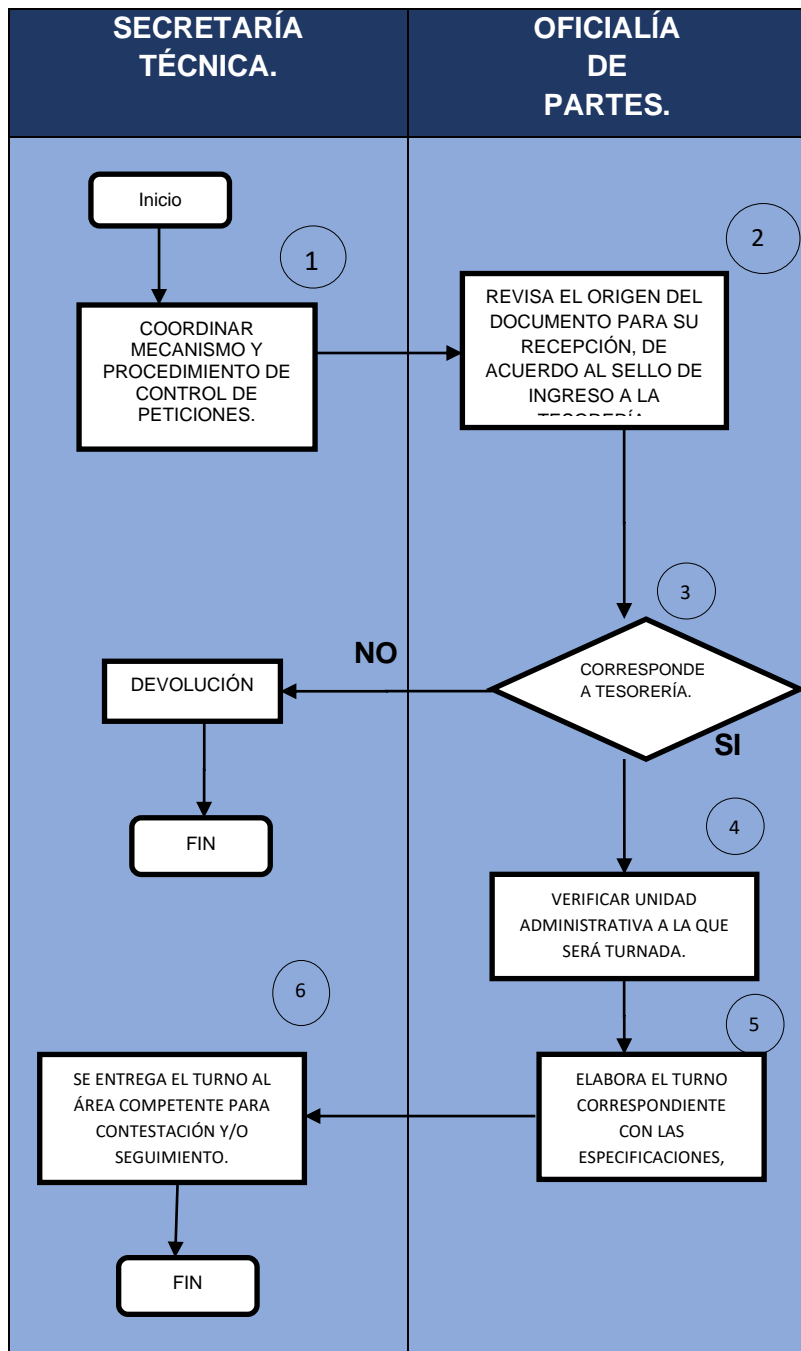 SECRETARÍA
TÉCNICA.
OFICIALÍA
DE
PARTES.
Inicio
1
COORDINAR
MECANISMO Y
PROCEDIMIENTO DE
CONTROL DE
PETICIONES.
2
REVISA EL ORIGEN DEL
DOCUMENTO PARA SU
RECEPCIÓN, DE
ACUERDO AL SELLO DE
INGRESO A LA
TESORERÍA
3
CORRESPONDE
A TESORERÍA.
NO
DEVOLUCIÓN
FIN
SI
4
VERIFICAR UNIDAD
ADMINISTRATIVA A LA QUE
SERÁ TURNADA.
5
ELABORA EL TURNO
CORRESPONDIENTE
CON LAS
ESPECIFICACIONES,
6
SE ENTREGA EL TURNO AL
ÁREA COMPETENTE PARA
CONTESTACIÓN Y/O
SEGUIMIENTO.
FIN